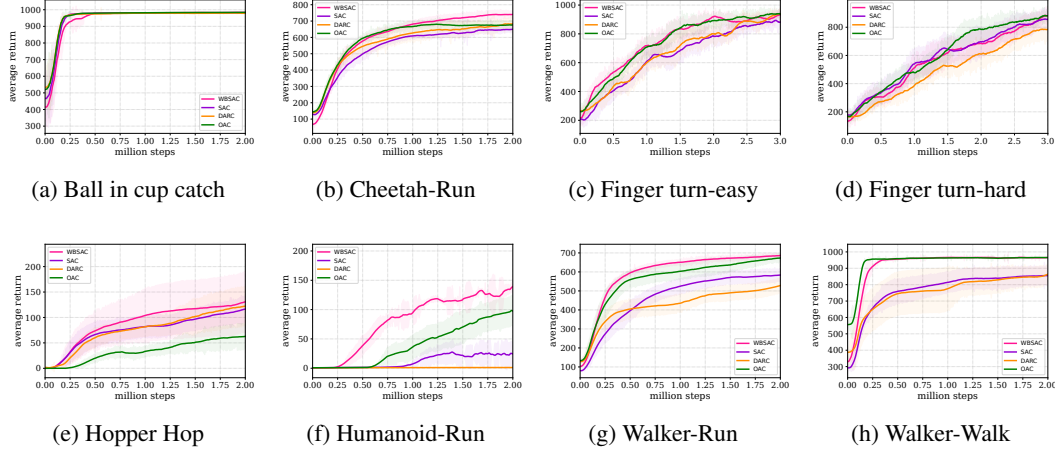 1000
900
800
700
600
500
400
300
average return
WBSAC
SAC
DARC
OAC
0.00 0.25 0.50 0.75 1.00 1.25 1.50 1.75 2.00
million steps
(a) Ball in cup catch
800
700
600
500
400
300
200
100
average return
WBSAC
SAC
DARC
OAC
0.00 0.25 0.50 0.75 1.00 1.25 1.50 1.75 2.00
million steps
(b) Cheetah-Run
1000
800
600
400
200
average return
WBSAC
SAC
DARC
OAC
0.0 0.5 1.0 1.5 2.0 2.5 3.0
million steps
(c) Finger turn-easy
1000
800
600
400
200
average return
WBSAC
SAC
DARC
OAC
0.0 0.5 1.0 1.5 2.0 2.5 3.0
million steps
(d) Finger turn-hard
200
150
100
50
0
average return
WBSAC
SAC
DARC
OAC
0.00 0.25 0.50 0.75 1.00 1.25 1.50 1.75 2.00
million steps
(e) Hopper Hop
200
150
100
50
0
average return
WBSAC
SAC
DARC
OAC
0.00 0.25 0.50 0.75 1.00 1.25 1.50 1.75 2.00
million steps
(f) Humanoid-Run
700
600
500
400
300
200
100
average return
WBSAC
SAC
DARC
OAC
0.00 0.25 0.50 0.75 1.00 1.25 1.50 1.75 2.00
million steps
(g) Walker-Run
1000
900
800
700
600
500
400
300
average return
WBSAC
SAC
DARC
OAC
0.00 0.25 0.50 0.75 1.00 1.25 1.50 1.75 2.00
million steps
(h) Walker-Walk